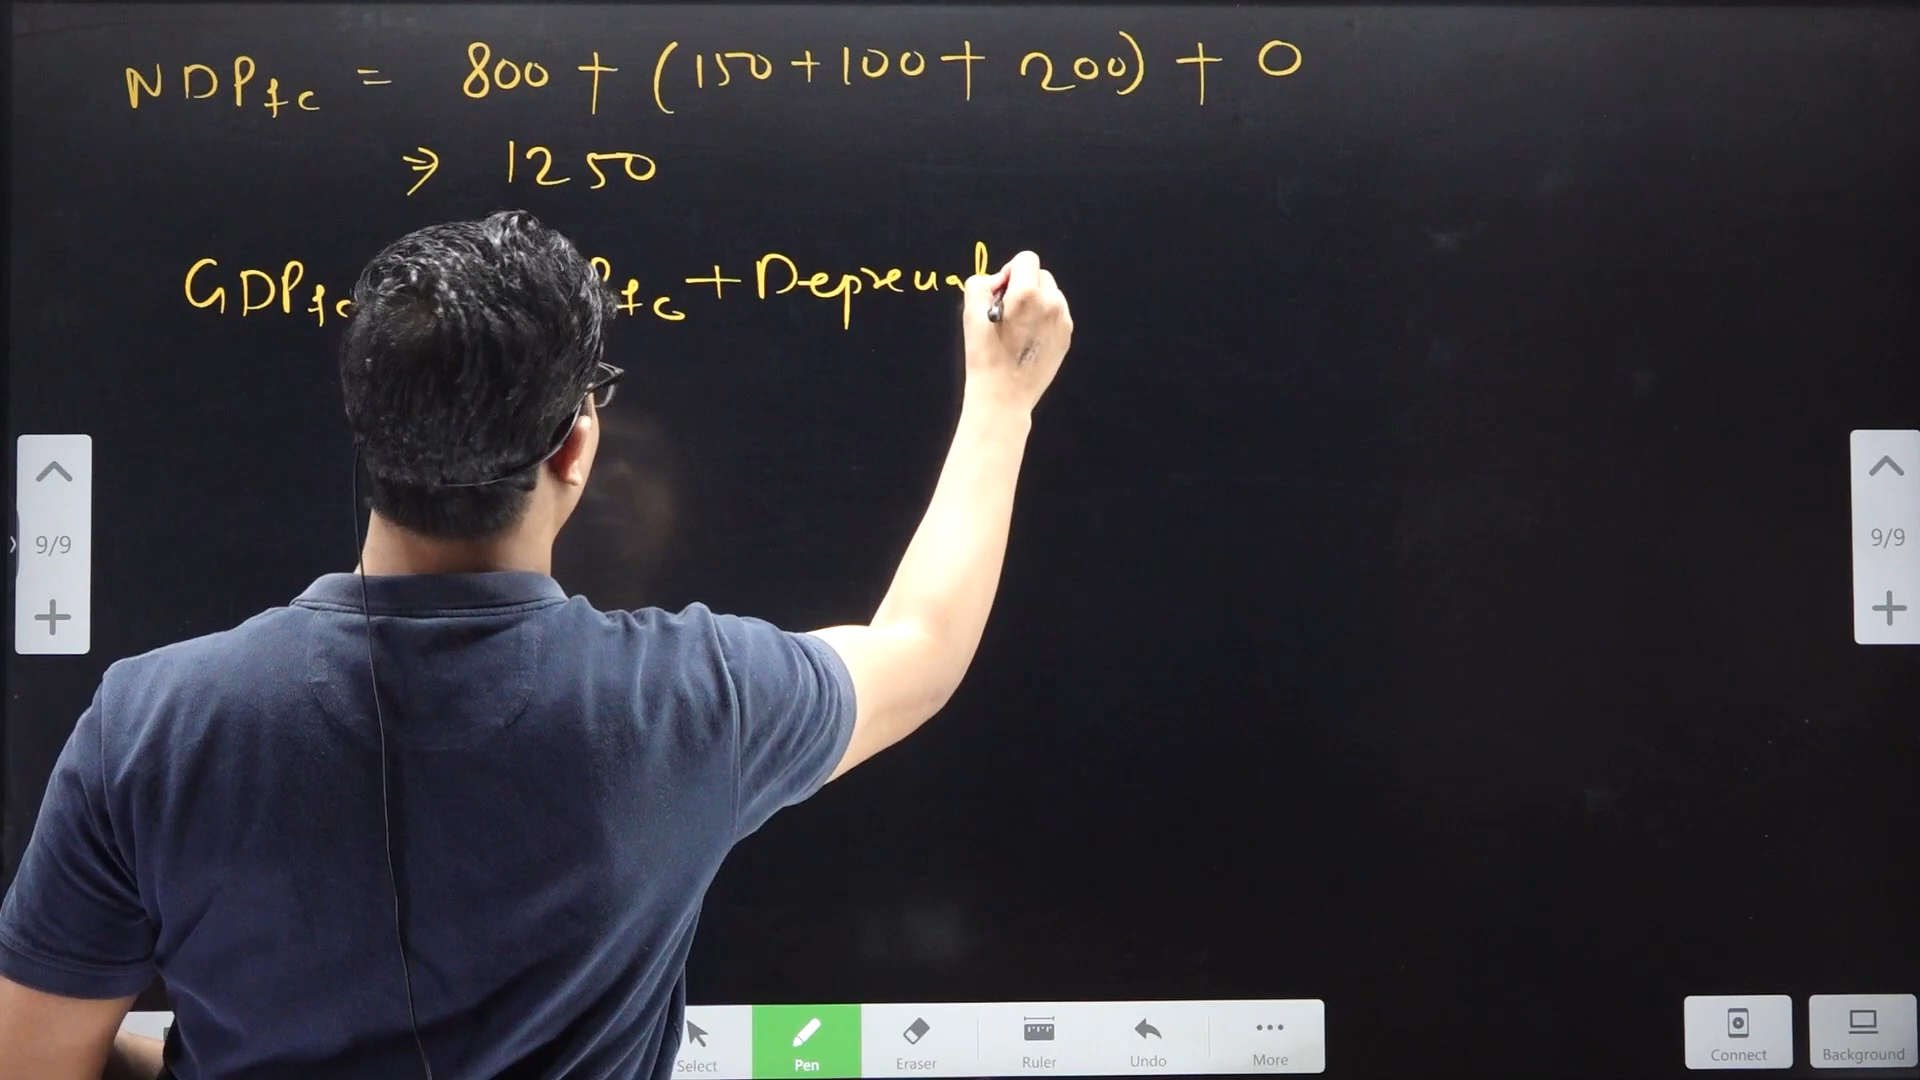 NDPfc = 800 + (150 + 100 + 200) + 0
⇒ 1250
GDPfc fc + Depreciat
9/9
9/9
Select Pen Eraser Ruler Undo More Connect Background